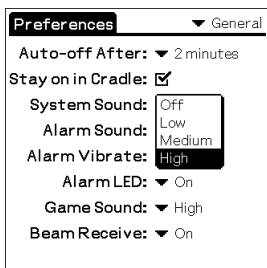 Preferences General
Auto-off After: 2 minutes
Stay on in Cradle:
System Sound: Off
Low
Alarm Sound: Medium
Alarm Vibrate: High
Alarm LED: On
Game Sound: High
Beam Receive: On